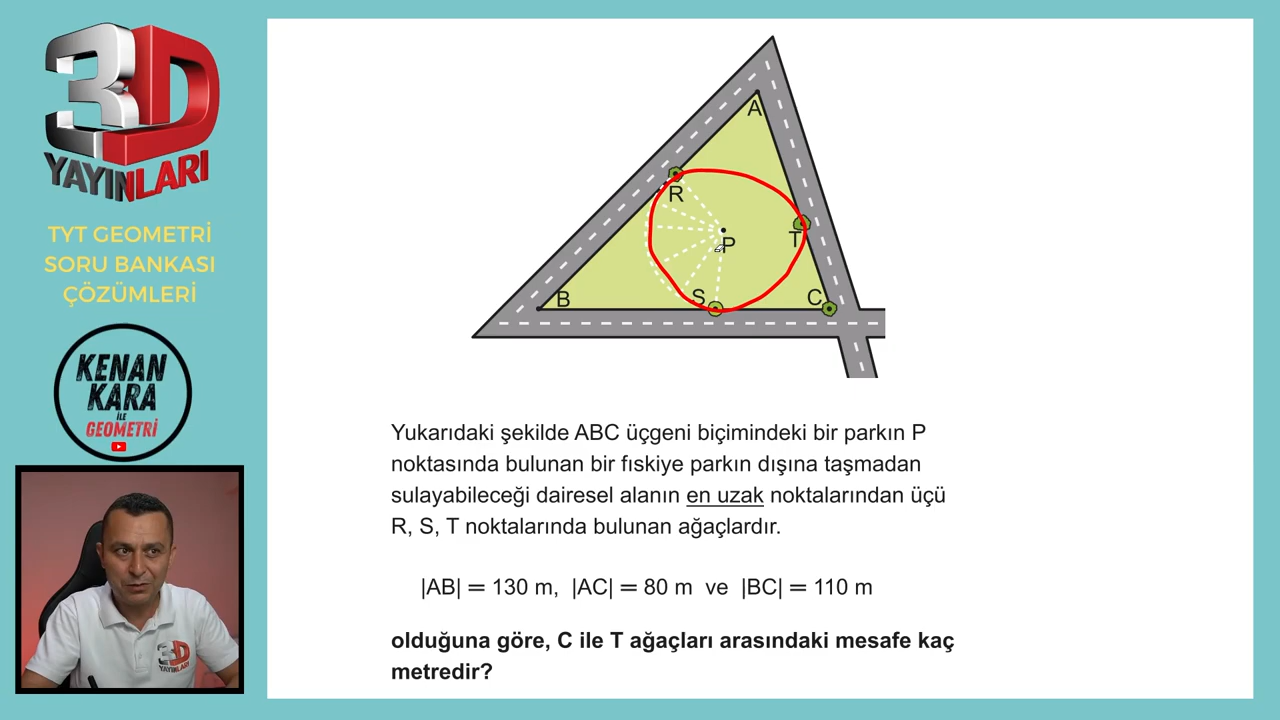 3D
YAYINLARI
TYT GEOMETRİ
SORU BANKASI
ÇÖZÜMLERİ
KENAN
KARA
İLE
GEOMETRİ
3D
YAYINLARI
A
R
P
T
B
S
C
Yukarıdaki şekilde ABC üçgeni biçimindeki bir parkın P
noktasında bulunan bir fıskiye parkın dışına taşmadan
sulayabileceği dairesel alanın en uzak noktalarından üçü
R, S, T noktalarında bulunan ağaçlardır.
|AB| = 130 m, |AC| = 80 m ve |BC| = 110 m
olduğuna göre, C ile T ağaçları arasındaki mesafe kaç
metredir?